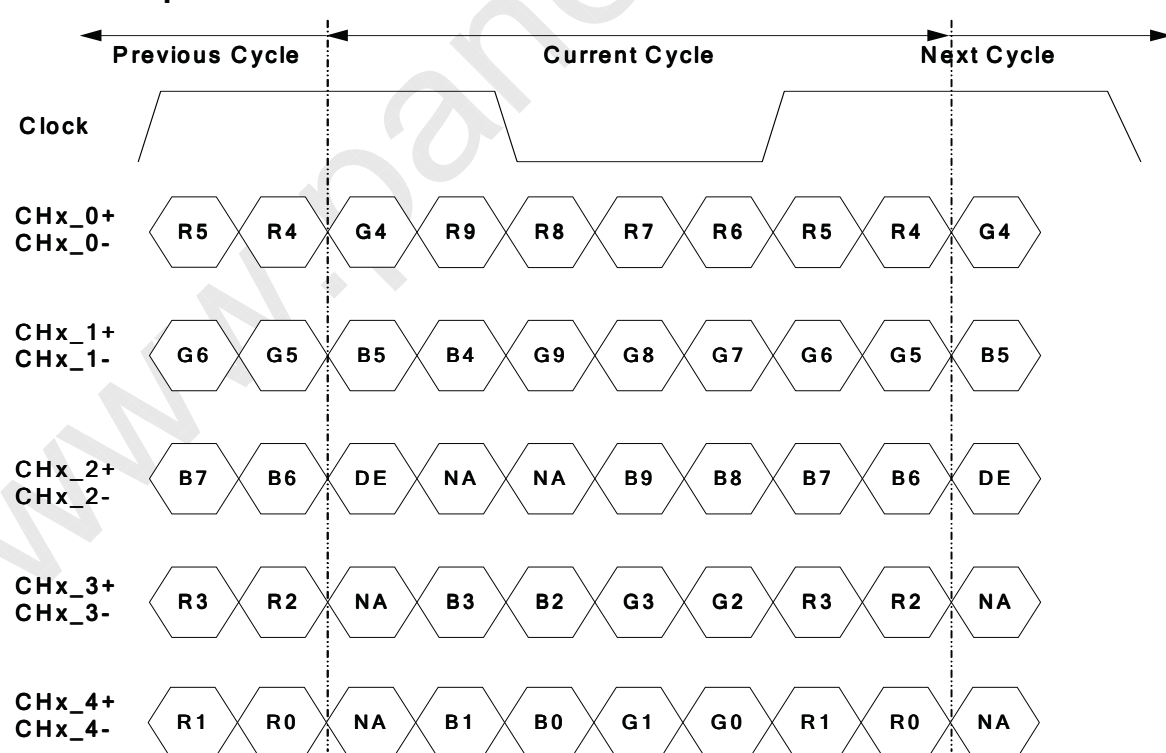 Previous Cycle Current Cycle Next Cycle
Clock
CHx_0+
CHx_0-
R5 R4 G4 R9 R8 R7 R6 R5 R4 G4
CHx_1+
CHx_1-
G6 G5 B5 B4 G9 G8 G7 G6 G5 B5
CHx_2+
CHx_2-
B7 B6 DE NA NA B9 B8 B7 B6 DE
CHx_3+
CHx_3-
R3 R2 NA B3 B2 G3 G2 R3 R2 NA
CHx_4+
CHx_4-
R1 R0 NA B1 B0 G1 G0 R1 R0 NA
www.pan